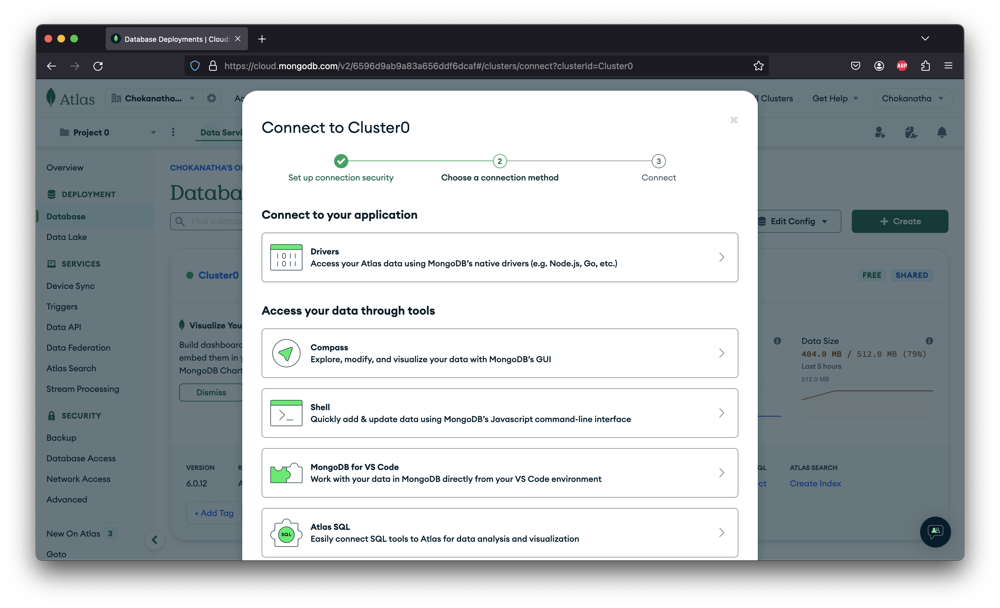 Database Deployments | Cloud:
https://cloud.mongodb.com/v2/6596d9ab9a83a656ddf6dcaf#/clusters/connect?clusterId=Cluster0
ABP
Atlas
Chokanatha...
Ac
ll Clusters
Get Help
Chokanatha
Project 0
Data Servi
Overview
DEPLOYMENT
Database
Data Lake
SERVICES
Device Sync
Triggers
Data API
Data Federation
Atlas Search
Stream Processing
SECURITY
Backup
Database Access
Network Access
Advanced
New On Atlas 3
Goto
CHOKANATHA'S O
Databa
Find a datab
Cluster0
Visualize You
Build dashboard
embed them in y
MongoDB Chart
Dismiss
VERSION
R
6.0.12
A
+ Add Tag
Connect to Cluster0
2
3
Set up connection security
Choose a connection method
Connect
Connect to your application
1011
1011
Drivers
Access your Atlas data using MongoDB’s native drivers (e.g. Node.js, Go, etc.)
Access your data through tools
Compass
Explore, modify, and visualize your data with MongoDB’s GUI
Shell
Quickly add & update data using MongoDB’s Javascript command-line interface
MongoDB for VS Code
Work with your data in MongoDB directly from your VS Code environment
SQL
Atlas SQL
Easily connect SQL tools to Atlas for data analysis and visualization
Edit Config
+ Create
FREE
SHARED
Data Size
404.0 MB / 512.0 MB (79%)
Last 5 hours
512.0 MB
QL
ct
ATLAS SEARCH
Create Index